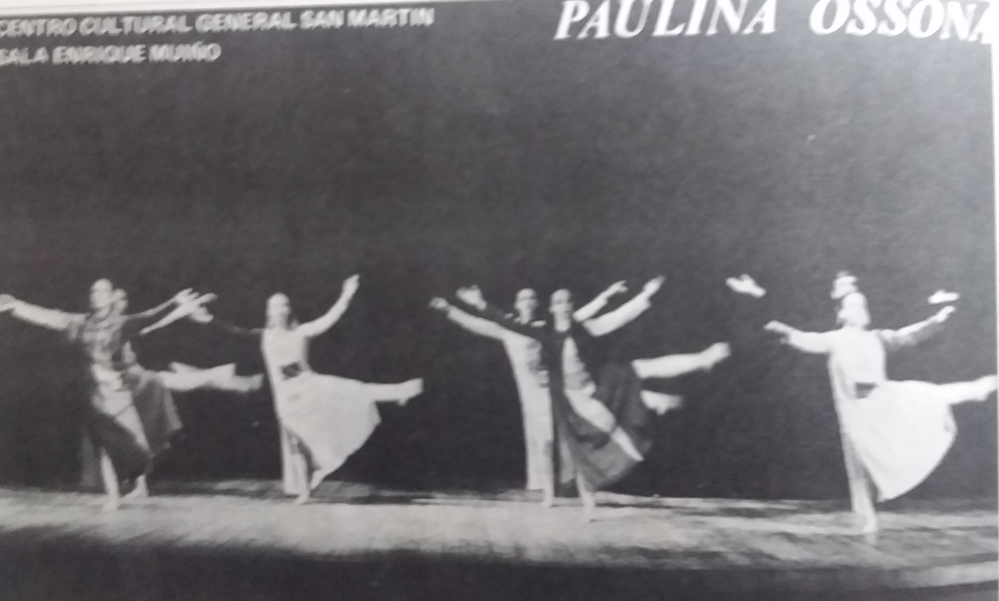 CENTRO CULTURAL GENERAL SAN MARTIN
SALA ENRIQUE MUIÑO
PAULINA OSSONA